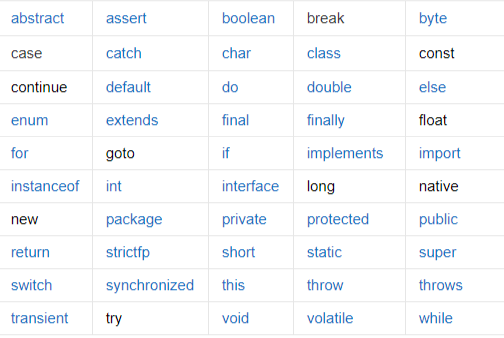 abstract assert boolean break byte
case catch char class const
continue default do double else
enum extends final finally float
for goto if implements import
instanceof int interface long native
new package private protected public
return strictfp short static super
switch synchronized this throw throws
transient try void volatile while